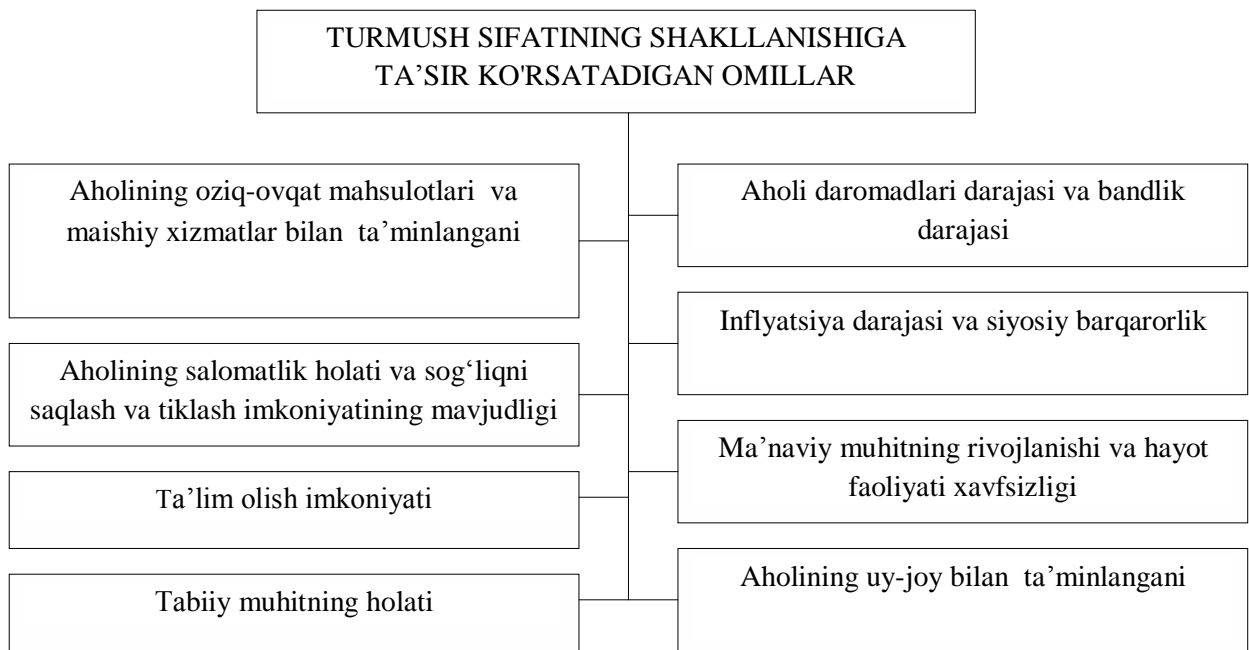 TURMUSH SIFATINING SHAKLLANISHIGA
TA’SIR KO'RSATADIGAN OMILLAR
Aholining oziq-ovqat mahsulotlari va
maishiy xizmatlar bilan ta’minlangani
Aholining salomatlik holati va sog‘liqni
saqlash va tiklash imkoniyatining mavjudligi
Ta’lim olish imkoniyati
Tabiiy muhitning holati
Aholi daromadlari darajasi va bandlik
darajasi
Inflyatsiya darajasi va siyosiy barqarorlik
Ma’naviy muhitning rivojlanishi va hayot
faoliyati xavfsizligi
Aholining uy-joy bilan ta’minlangani